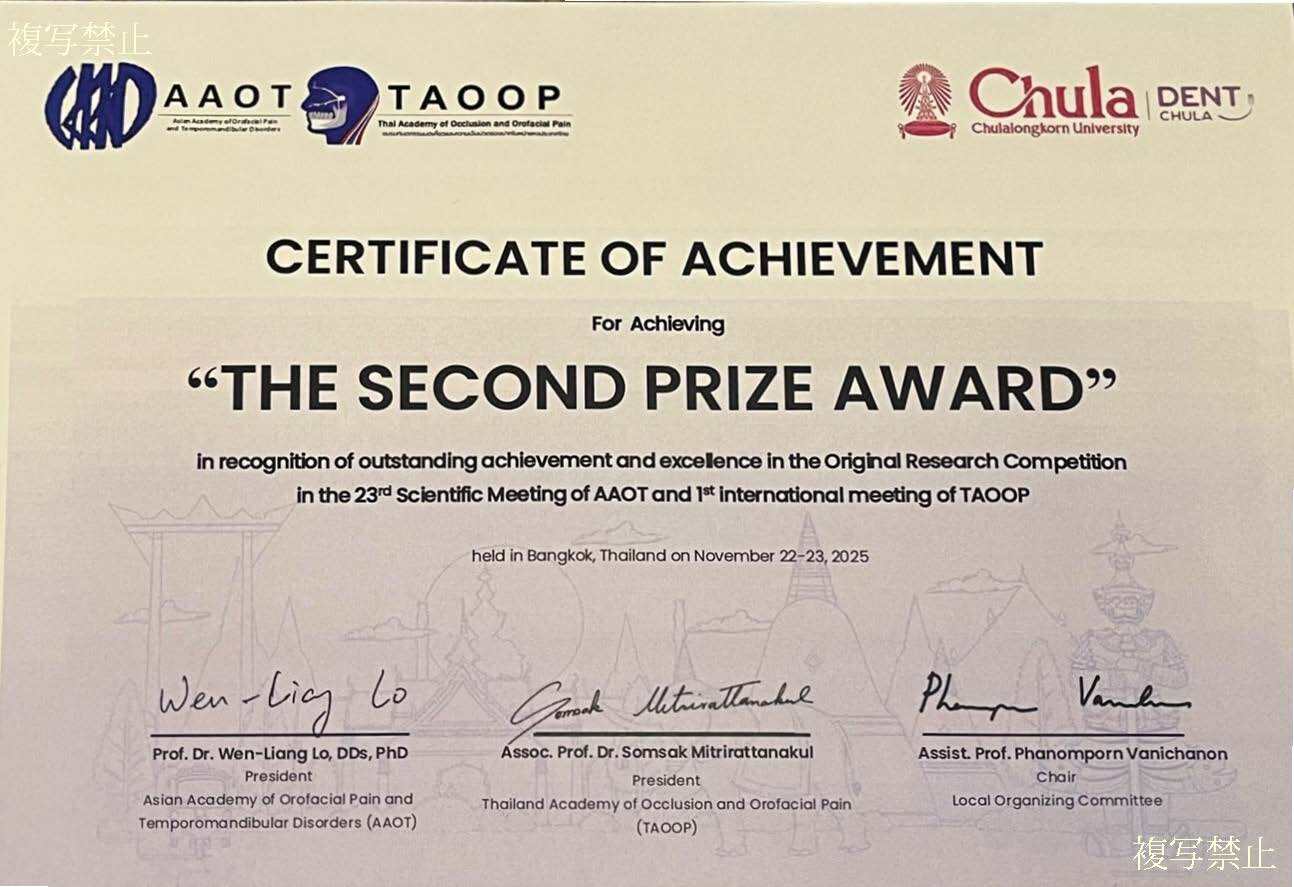 複写禁止
AAOT
Asian Academy of Orofacial Pain
and Temporomandibular Disorders
TAOOP
Thai Academy of Occlusion and Orofacial Pain
Chula
Chulalongkorn University
DENT
CHULA
CERTIFICATE OF ACHIEVEMENT
For Achieving
“THE SECOND PRIZE AWARD”
in recognition of outstanding achievement and excellence in the Original Research Competition
in the 23rd Scientific Meeting of AAOT and 1st international meeting of TAOOP
held in Bangkok, Thailand on November 22-23, 2025
Wen-Liang Lo
Somsak Mitrirattanakul
Prof. Dr. Wen-Liang Lo, DDs, PhD
President
Asian Academy of Orofacial Pain and
Temporomandibular Disorders (AAOT)
Assoc. Prof. Dr. Somsak Mitrirattanakul
President
Thailand Academy of Occlusion and Orofacial Pain
(TAOOP)
Assist. Prof. Phanomporn Vanichanon
Chair
Local Organizing Committee
複写禁止